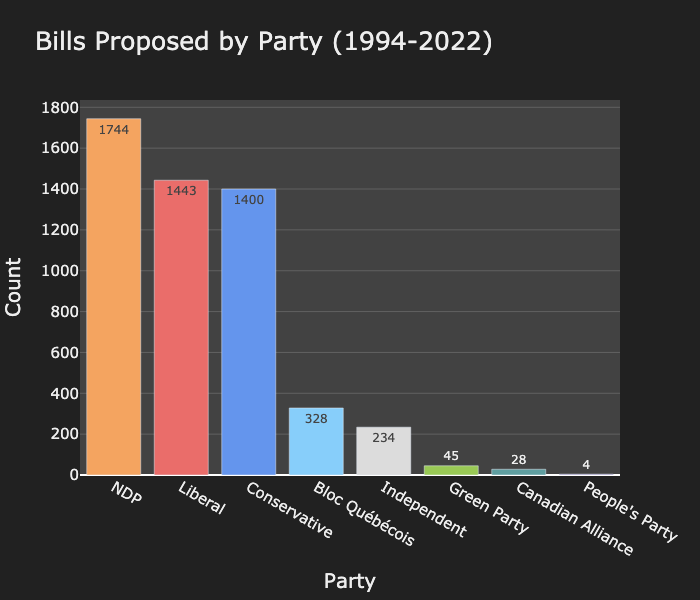 Bills Proposed by Party (1994-2022)
1800
1600
1400
1200
1000
800
600
400
200
0
Count
1744
1443
1400
328
234
45
28
4
NDP
Liberal
Conservative
Bloc Québécois
Independent
Green Party
Canadian Alliance
People's Party
Party